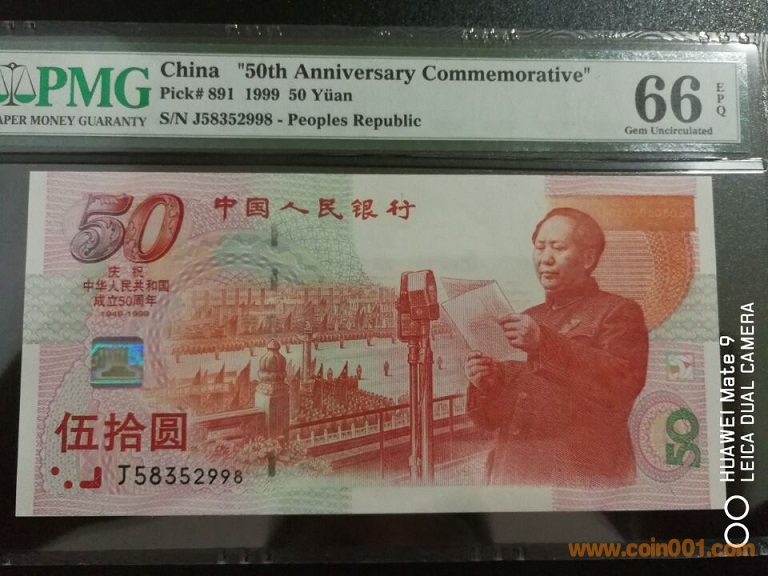 PMG
PAPER MONEY GUARANTY
China "50th Anniversary Commemorative"
Pick# 891 1999 50 Yüan
S/N J58352998 - Peoples Republic
66
EPQ
Gem Uncirculated
50
中国人民银行
庆祝
中华人民共和国
成立50周年
1949-1999
伍拾圆
J58352998
50
HUAWEI Mate 9
LEICA DUAL CAMERA
www.coin001.com